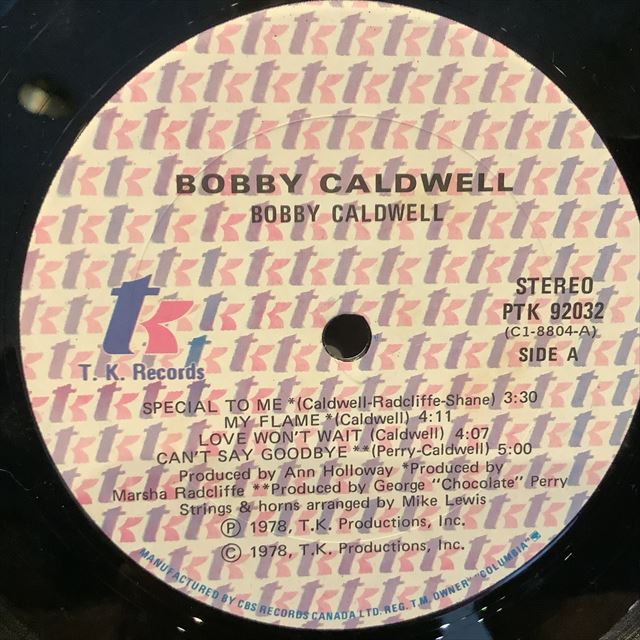 BOBBY CALDWELL
BOBBY CALDWELL
tk
T. K. Records
STEREO
PTK 92032
(C1-8804-A)
SIDE A
SPECIAL TO ME *(Caldwell-Radcliffe-Shane) 3:30
MY FLAME *(Caldwell) 4:11
LOVE WON'T WAIT (Caldwell) 4:07
CAN'T SAY GOODBYE **(Perry-Caldwell) 5:00
Produced by Ann Holloway *Produced by
Marsha Radcliffe **Produced by George "Chocolate" Perry
Strings & horns arranged by Mike Lewis
Ⓟ 1978, T.K. Productions, Inc.
© 1978, T.K. Productions, Inc.
MANUFACTURED BY CBS RECORDS CANADA LTD. REG. T.M. OWNER "COLUMBIA"